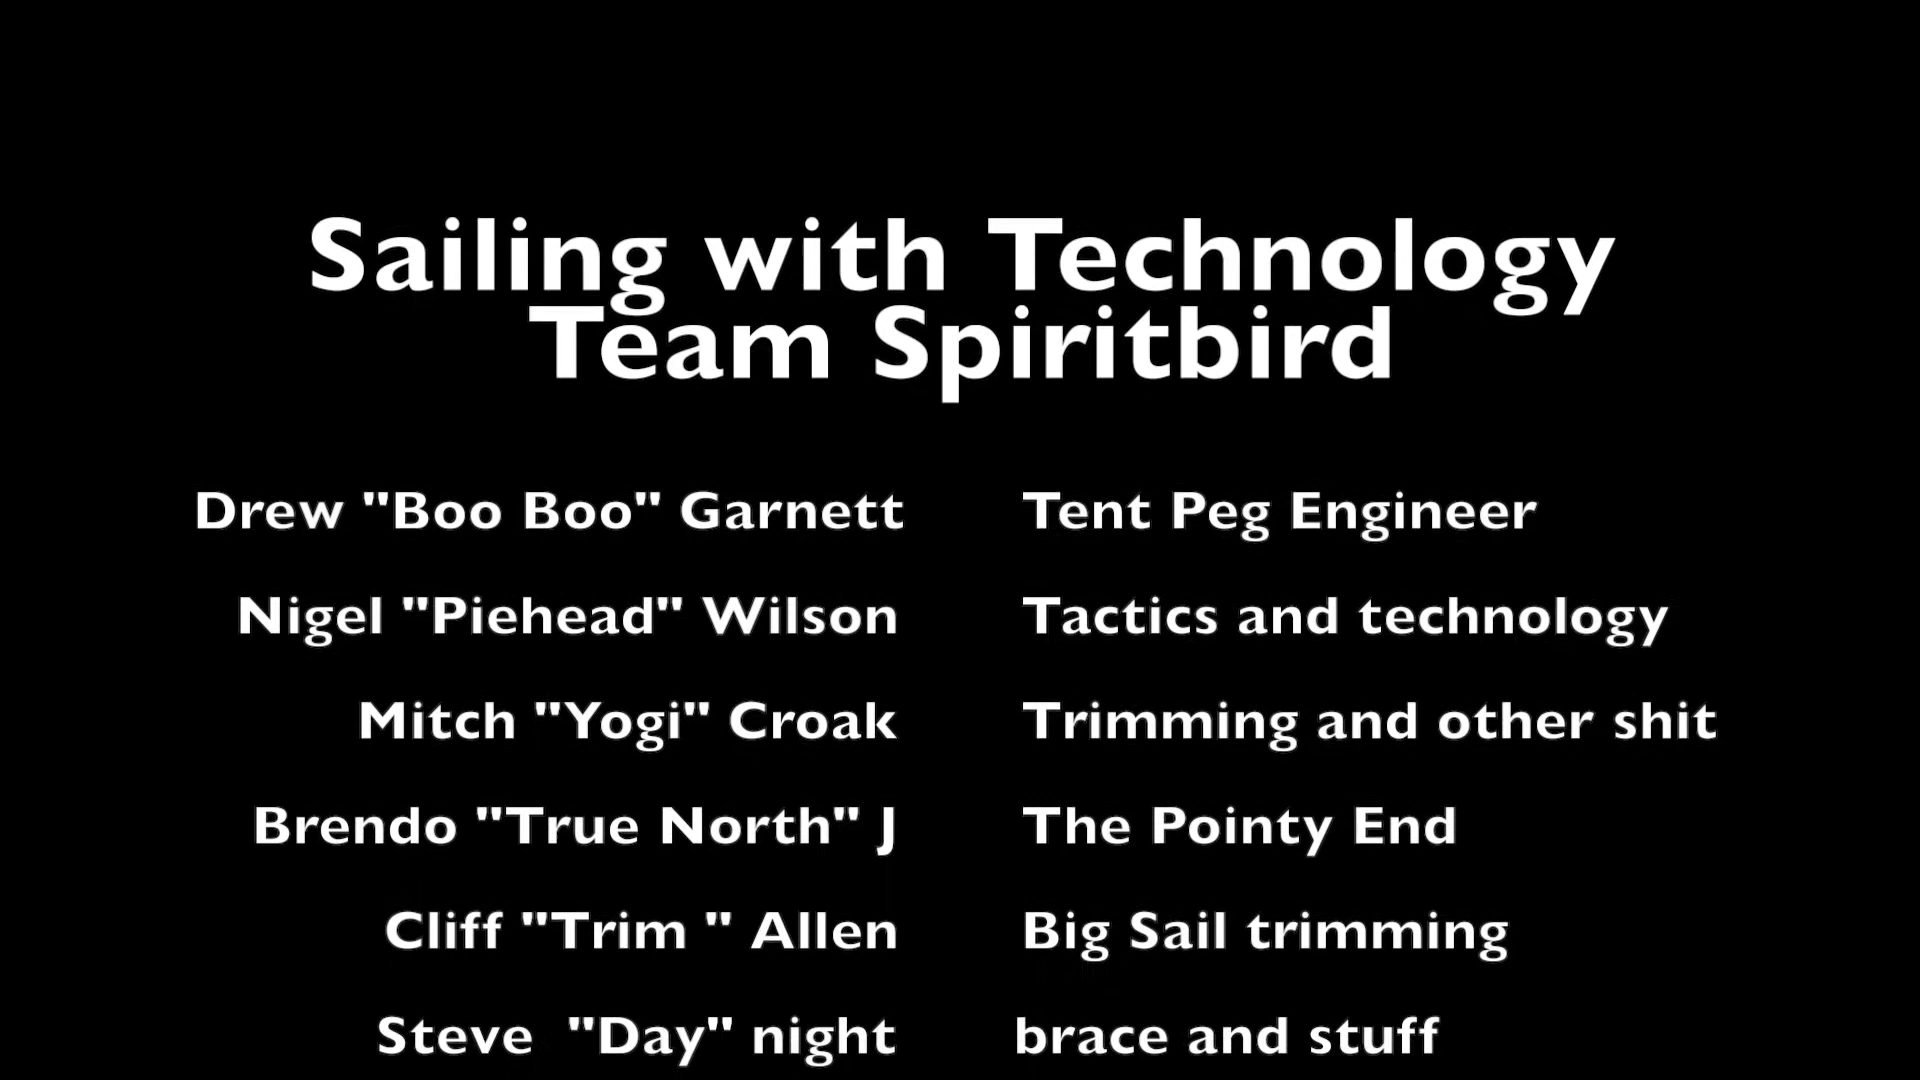 Sailing with Technology
Team Spiritbird
Drew "Boo Boo" Garnett Tent Peg Engineer
Nigel "Piehead" Wilson Tactics and technology
Mitch "Yogi" Croak Trimming and other shit
Brendo "True North" J The Pointy End
Cliff "Trim " Allen Big Sail trimming
Steve  "Day" night brace and stuff